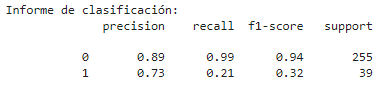 Informe de clasificación:
precision recall f1-score support
0 0.89 0.99 0.94 255
1 0.73 0.21 0.32 39